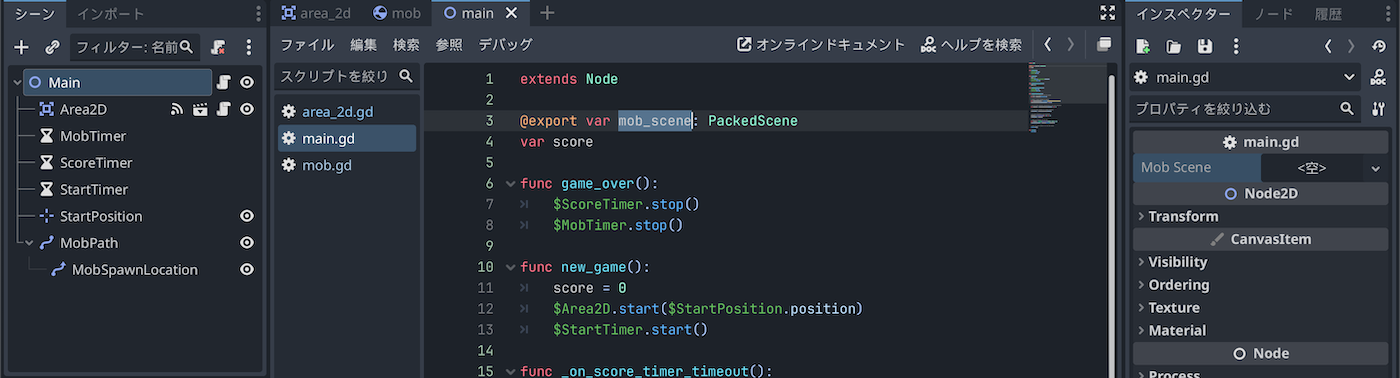 シーン インポート
フィルター: 名前
Main
Area2D
MobTimer
ScoreTimer
StartTimer
StartPosition
MobPath
MobSpawnLocation
area_2d mob main
ファイル 編集 検索 参照 デバッグ オンラインドキュメント ヘルプを検索
スクリプトを絞り
area_2d.gd
main.gd
mob.gd
1 extends Node
2
3 @export var mob_scene: PackedScene
4 var score
5
6 func game_over():
7 $ScoreTimer.stop()
8 $MobTimer.stop()
9
10 func new_game():
11 score = 0
12 $Area2D.start($StartPosition.position)
13 $StartTimer.start()
14
15 func _on_score_timer_timeout():
インスペクター ノード 履歴
main.gd
プロパティを絞り込む
main.gd
Mob Scene <空>
Node2D
Transform
CanvasItem
Visibility
Ordering
Texture
Material
Node
Process